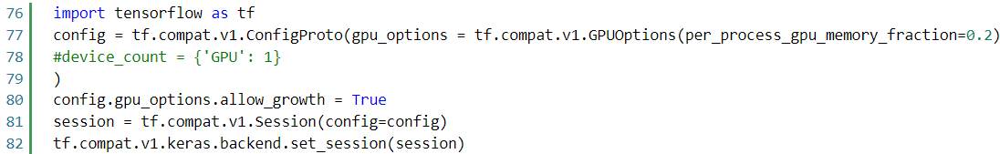 76 import tensorflow as tf
77 config = tf.compat.v1.ConfigProto(gpu_options = tf.compat.v1.GPUOptions(per_process_gpu_memory_fraction=0.2)
78 #device_count = {'GPU': 1}
79 )
80 config.gpu_options.allow_growth = True
81 session = tf.compat.v1.Session(config=config)
82 tf.compat.v1.keras.backend.set_session(session)